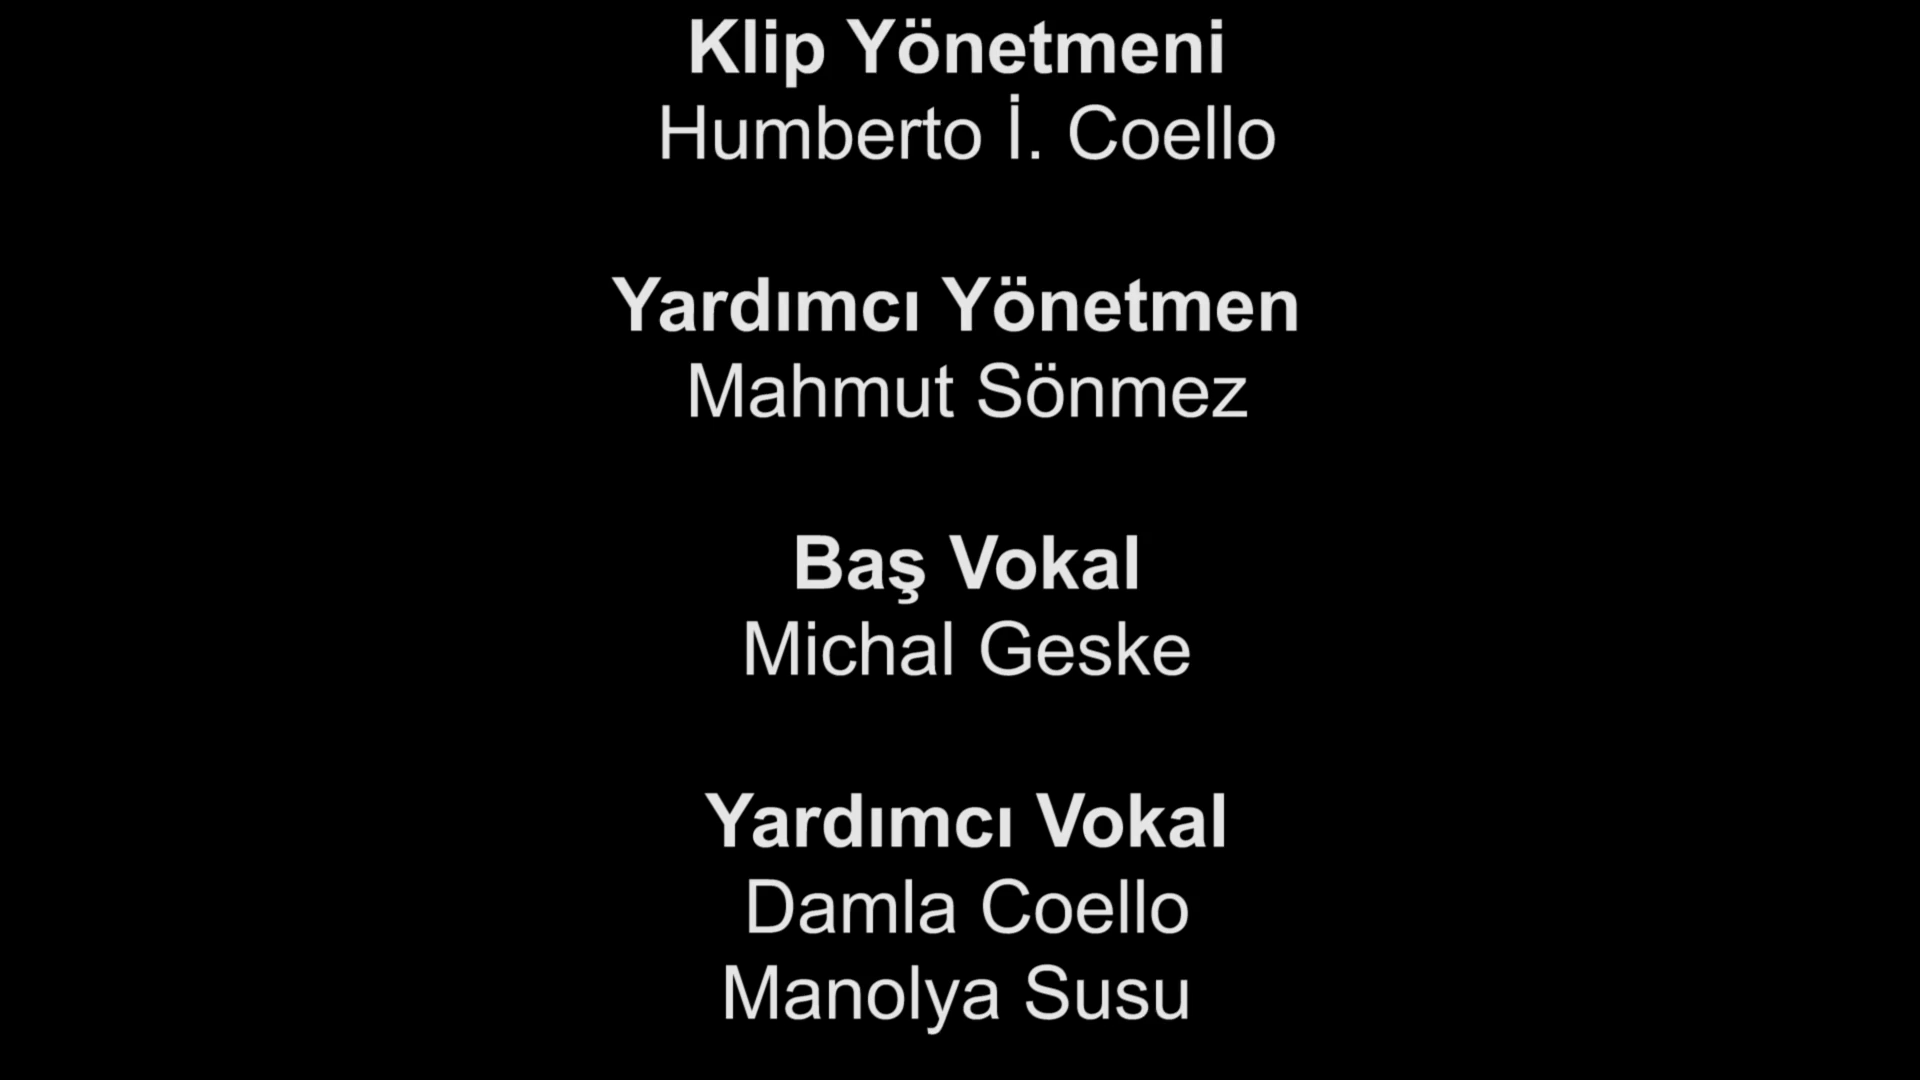 Klip Yönetmeni
Humberto İ. Coello
Yardımcı Yönetmen
Mahmut Sönmez
Baş Vokal
Michal Geske
Yardımcı Vokal
Damla Coello
Manolya Susu